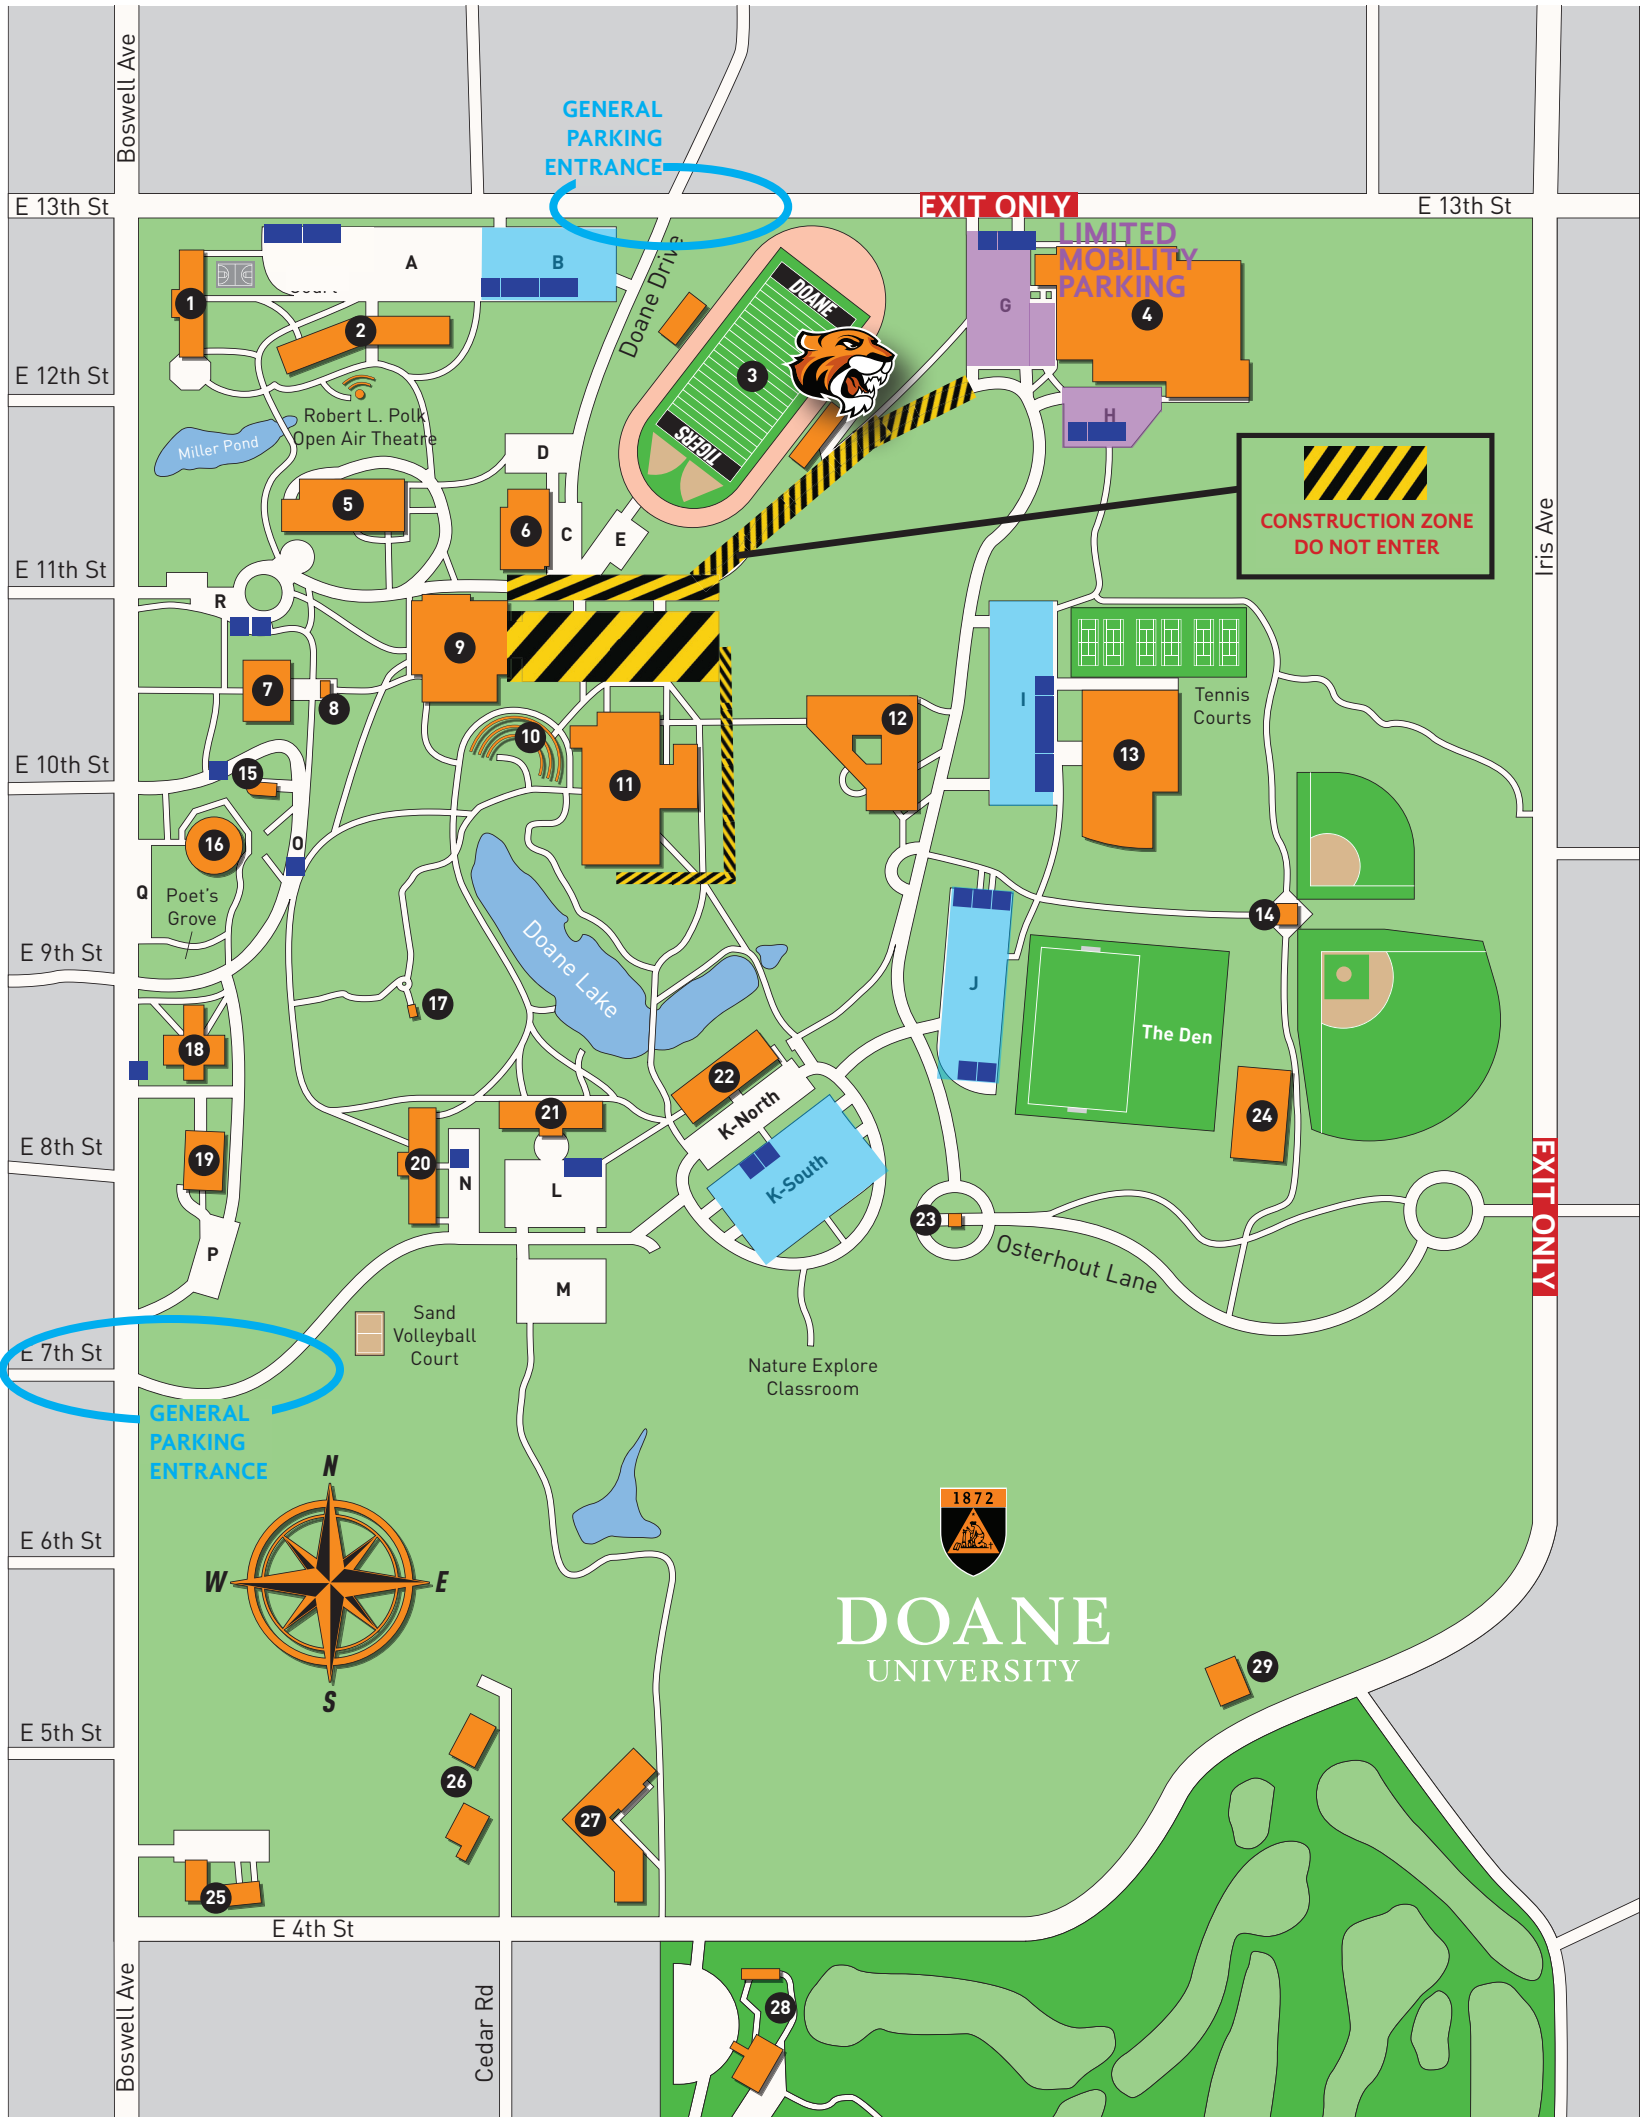 Boswell Ave
GENERAL
PARKING
ENTRANCE
E 13th St
EXIT ONLY
E 13th St
LIMITED
MOBILITY
PARKING
A
B
G
4
1
2
Doane Drive
DOANE
3
TIGERS
H
E 12th St
Robert L. Polk
Open Air Theatre
Miller Pond
D
5
6
C
E
CONSTRUCTION ZONE
DO NOT ENTER
Iris Ave
E 11th St
R
9
7
8
I
Tennis
Courts
12
10
11
13
E 10th St
15
16
O
Q
Poet's
Grove
14
E 9th St
Doane Lake
J
17
The Den
18
22
K-North
21
24
E 8th St
19
20
N
L
K-South
23
Osterhout Lane
EXIT ONLY
P
M
Sand
Volleyball
Court
E 7th St
Nature Explore
Classroom
GENERAL
PARKING
ENTRANCE
N
W
E
S
E 6th St
1872
DOANE
UNIVERSITY
29
E 5th St
26
27
25
E 4th St
Boswell Ave
Cedar Rd
28